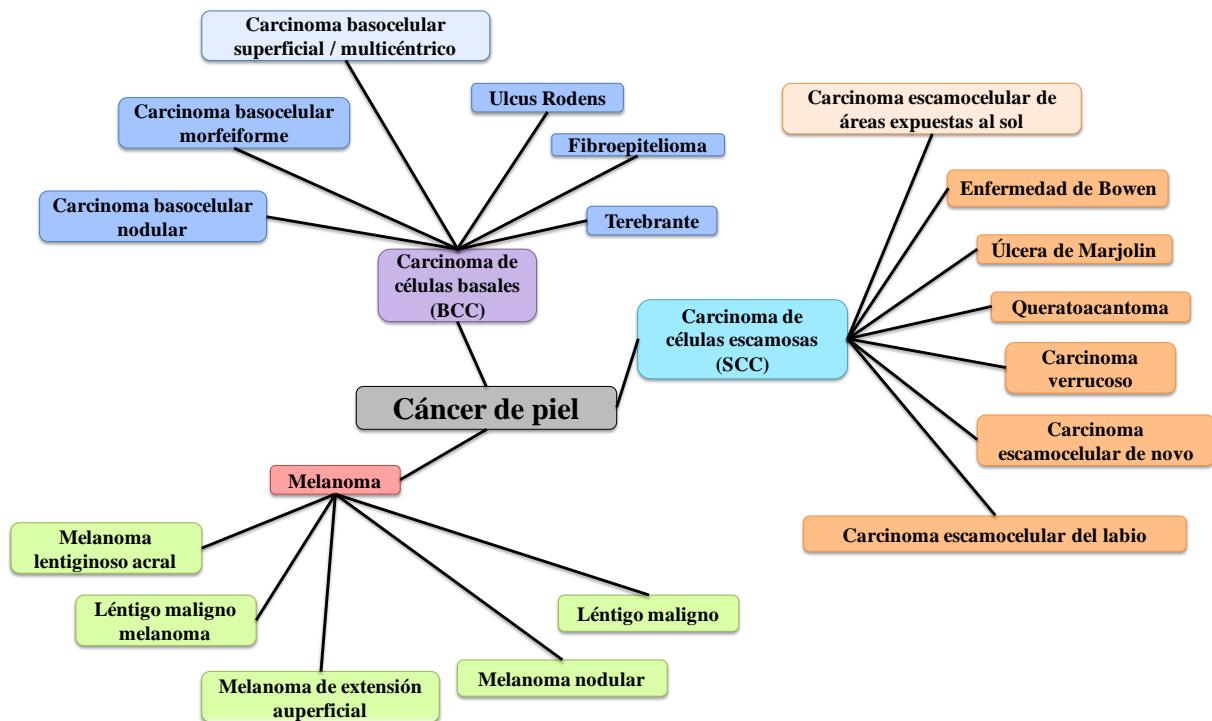 Carcinoma basocelular
superficial / multicéntrico
Carcinoma basocelular
morfeiforme
Carcinoma basocelular
nodular
Ulcus Rodens
Fibroepitelioma
Terebrante
Carcinoma de
células basales
(BCC)
Carcinoma escamocelular de
áreas expuestas al sol
Enfermedad de Bowen
Úlcera de Marjolin
Queratoacantoma
Carcinoma
verrucoso
Carcinoma
escamocelular de novo
Carcinoma escamocelular del labio
Carcinoma de
células escamosas
(SCC)
Cáncer de piel
Melanoma
Melanoma
lentiginoso acral
Léntigo maligno
melanoma
Melanoma de extensión
auperficial
Melanoma nodular
Léntigo maligno